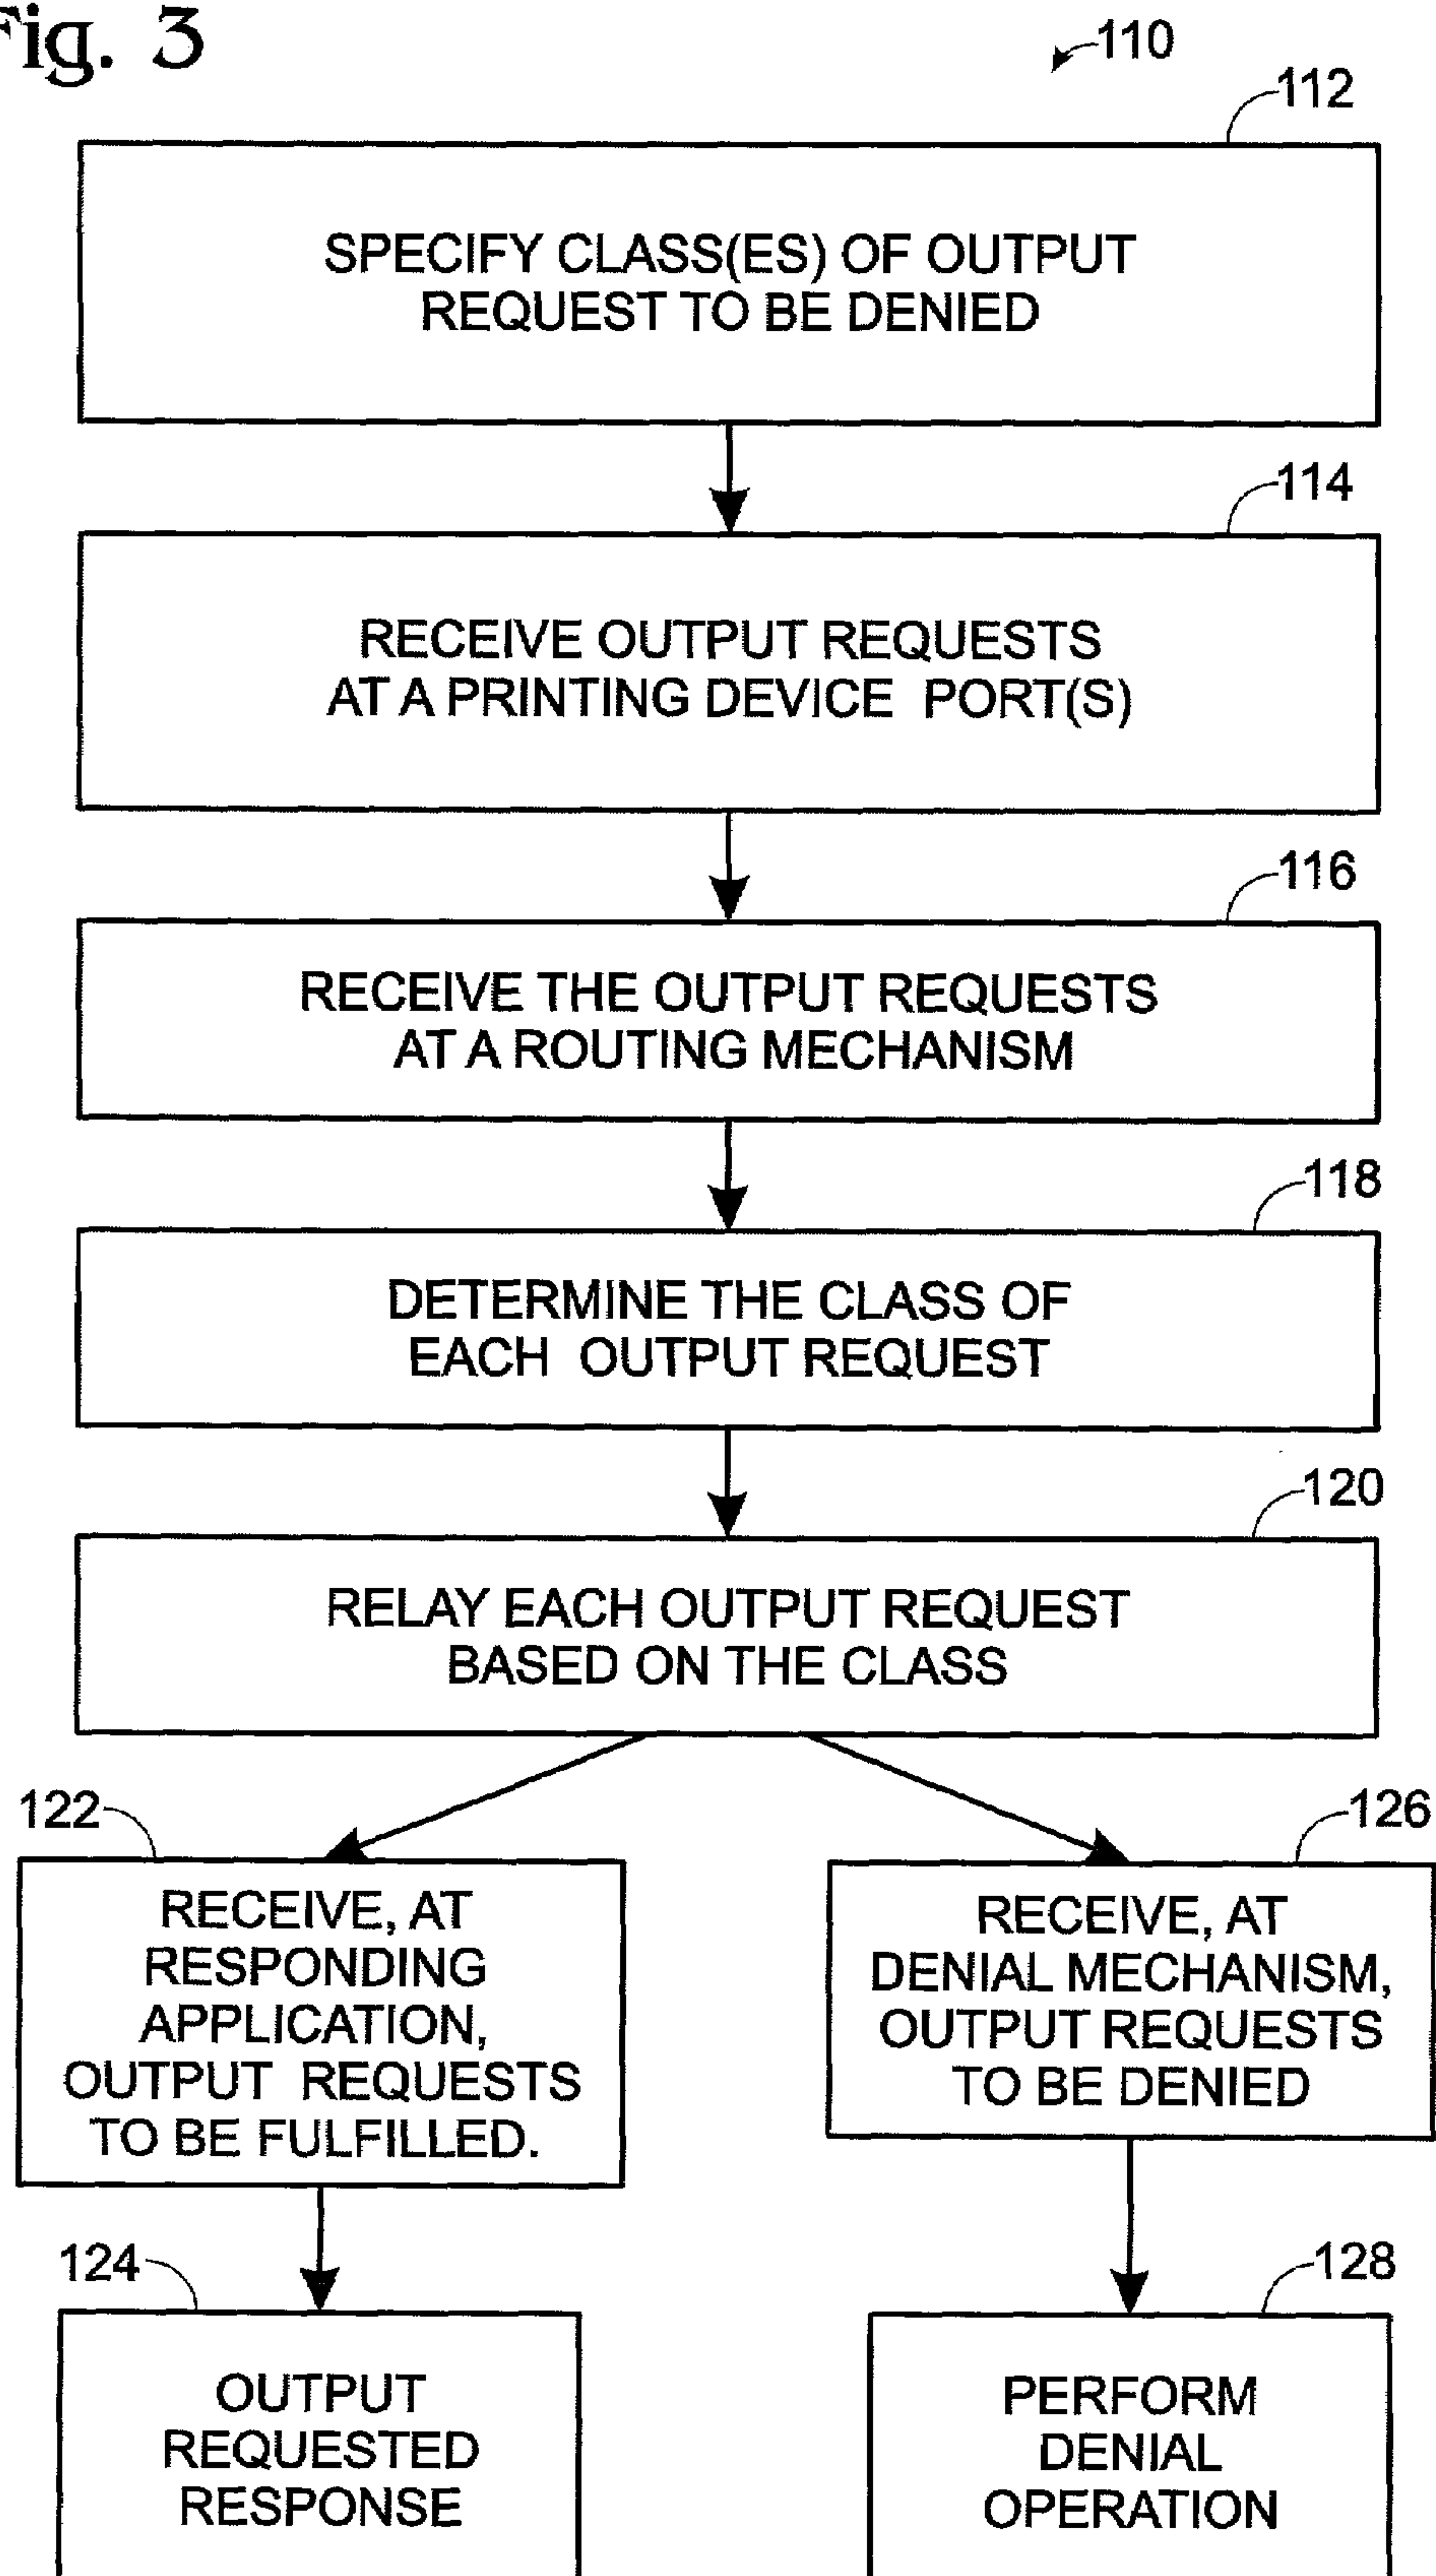 Fig. 3
110
112
SPECIFY CLASS(ES) OF OUTPUT
REQUEST TO BE DENIED
114
RECEIVE OUTPUT REQUESTS
AT A PRINTING DEVICE PORT(S)
116
RECEIVE THE OUTPUT REQUESTS
AT A ROUTING MECHANISM
118
DETERMINE THE CLASS OF
EACH OUTPUT REQUEST
120
RELAY EACH OUTPUT REQUEST
BASED ON THE CLASS
122
RECEIVE, AT
RESPONDING
APPLICATION,
OUTPUT REQUESTS
TO BE FULFILLED.
126
RECEIVE, AT
DENIAL MECHANISM,
OUTPUT REQUESTS
TO BE DENIED
124
OUTPUT
REQUESTED
RESPONSE
128
PERFORM
DENIAL
OPERATION